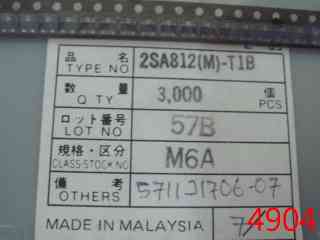 品 名 2SA812(M)-T1B
TYPE NO
数 量 3,000 個
Q'TY PCS
ロット番号 57B
LOT NO
規格・区分 M6A
CLASS・STOCK NO
備 考 5711J1706-07
OTHERS
MADE IN MALAYSIA
4904